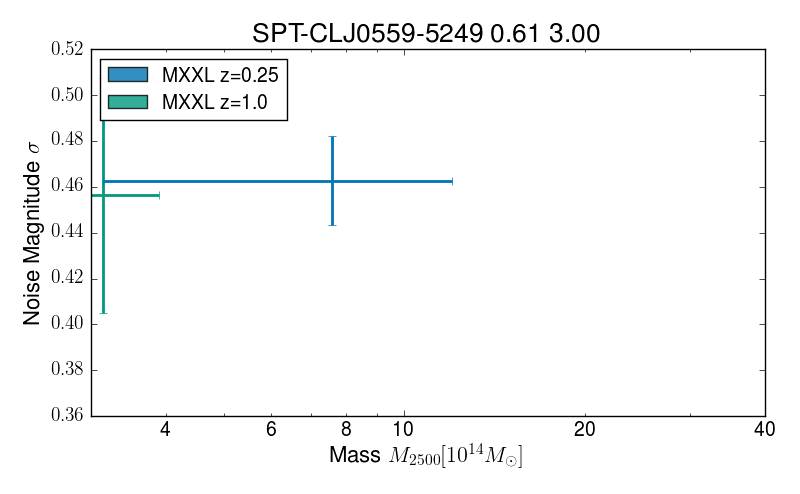 SPT-CLJ0559-5249 0.61 3.00
0.52
0.50
0.48
0.46
0.44
0.42
0.40
0.38
0.36
Noise Magnitude σ
MXXL z=0.25
MXXL z=1.0
4 6 8 10 20 40
Mass M₂₅₀₀[10¹⁴M⊙]